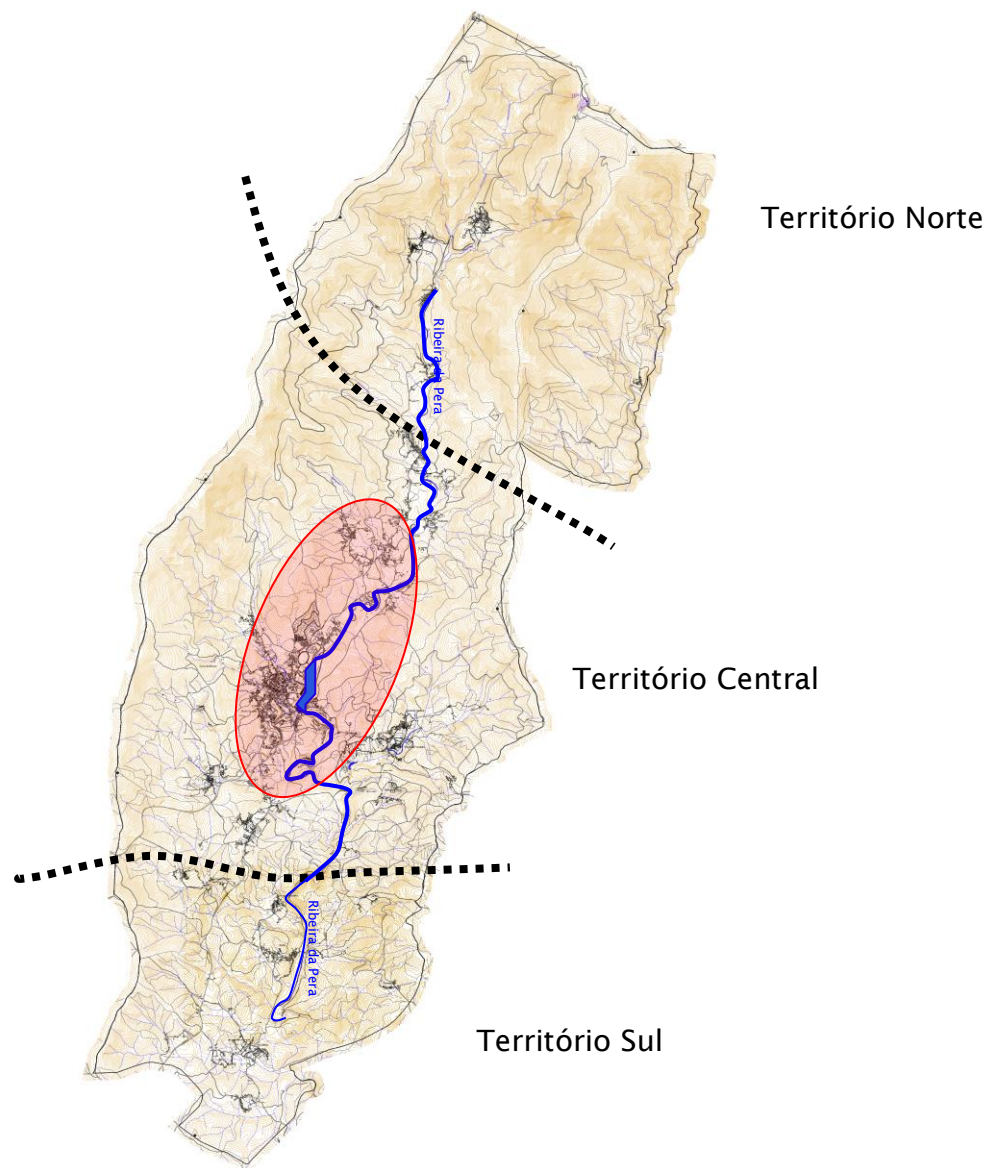 Território Norte
Ribeira da Pera
Território Central
Ribeira da Pera
Território Sul